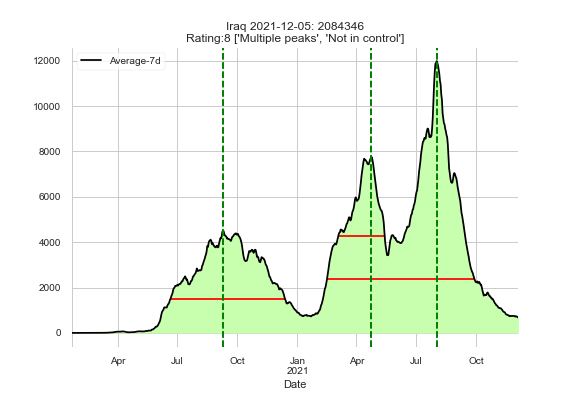 Iraq 2021-12-05: 2084346
Rating:8 ['Multiple peaks', 'Not in control']
Average-7d
12000
10000
8000
6000
4000
2000
0
Apr Jul Oct Jan Apr Jul Oct
2021
Date